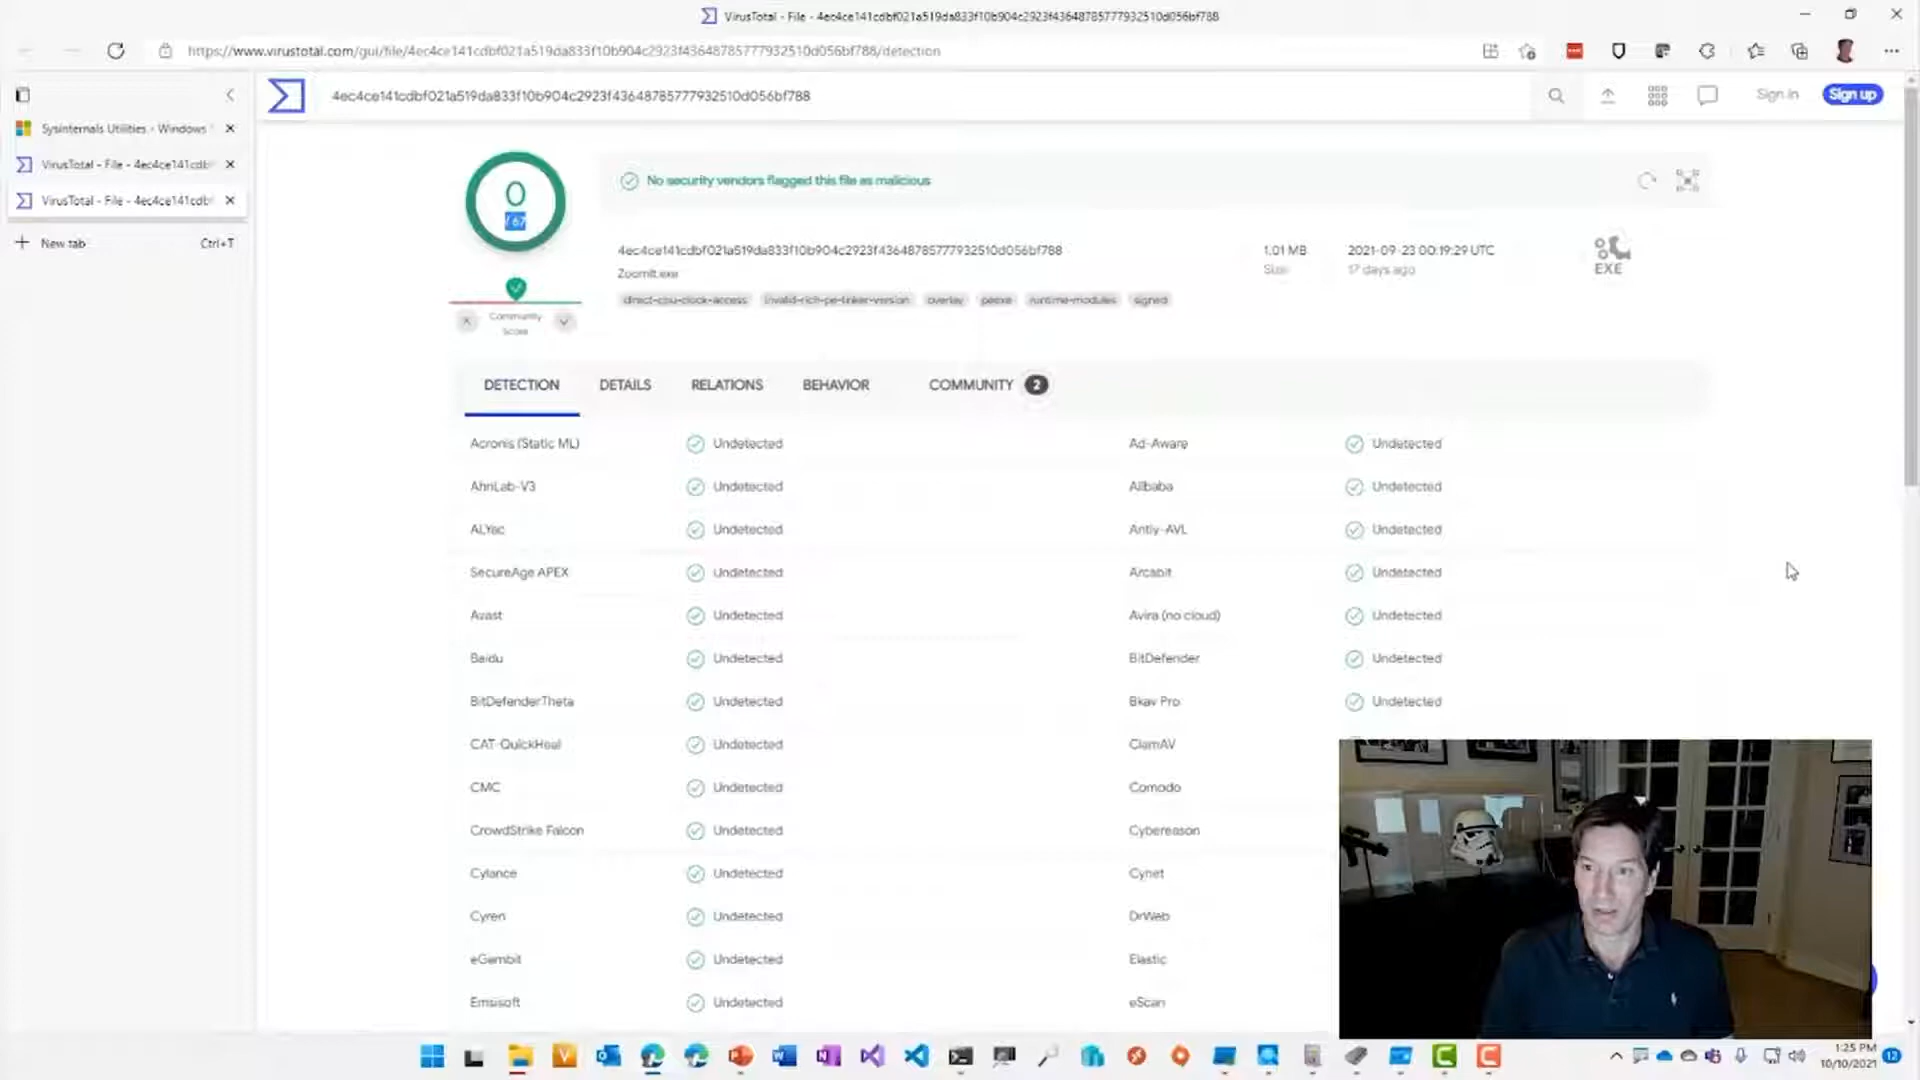 VirusTotal - File - 4ec4ce141cdbf021a519da833f10b904c2923f43648785777932510d056bf788
https://www.virustotal.com/gui/file/4ec4ce141cdbf021a519da833f10b904c2923f43648785777932510d056bf788/detection
4ec4ce141cdbf021a519da833f10b904c2923f43648785777932510d056bf788
Sign in
Sign up
Sysinternals Utilities - Windows
VirusTotal - File - 4ec4ce141cdbf
VirusTotal - File - 4ec4ce141cdbf
New tab Ctrl+T
0
/ 67
Community
Score
No security vendors flagged this file as malicious
4ec4ce141cdbf021a519da833f10b904c2923f43648785777932510d056bf788
ZoomIt.exe
direct-cpu-clock-access invalid-rich-pe-linker-version overlay peexe runtime-modules signed
1.01 MB
Size
2021-09-23 00:19:29 UTC
17 days ago
EXE
DETECTION DETAILS RELATIONS BEHAVIOR COMMUNITY 2
Acronis (Static ML) Undetected Ad-Aware Undetected
AhnLab-V3 Undetected Alibaba Undetected
ALYac Undetected Antiy-AVL Undetected
SecureAge APEX Undetected Arcabit Undetected
Avast Undetected Avira (no cloud) Undetected
Baidu Undetected BitDefender Undetected
BitDefenderTheta Undetected Bkav Pro Undetected
CAT-QuickHeal Undetected ClamAV
CMC Undetected Comodo
CrowdStrike Falcon Undetected Cybereason
Cylance Undetected Cynet
Cyren Undetected DrWeb
eGambit Undetected Elastic
Emsisoft Undetected eScan
1:25 PM
10/10/2021
12